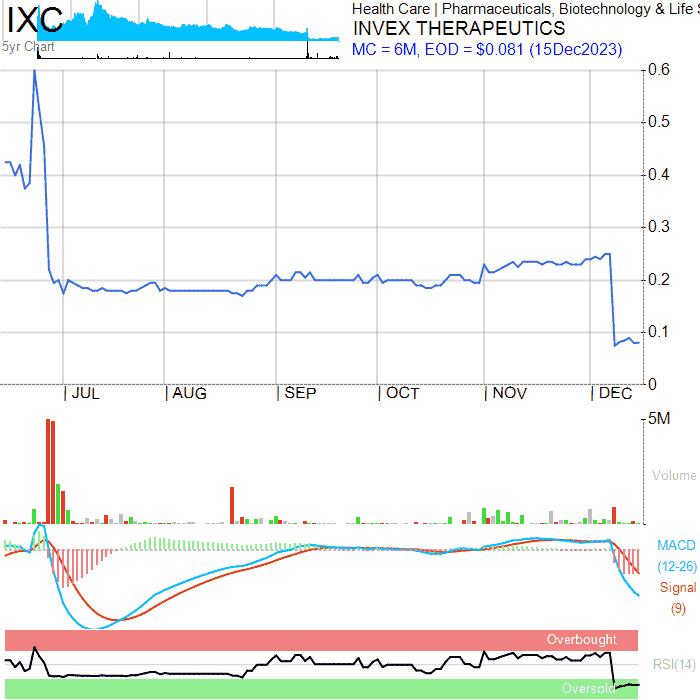 IXC
5yr Chart
Health Care | Pharmaceuticals, Biotechnology & Life S
INVEX THERAPEUTICS
MC = 6M, EOD = $0.081 (15Dec2023)
0.6
0.5
0.4
0.3
0.2
0.1
0
| JUL | AUG | SEP | OCT | NOV | DEC
5M
Volume
MACD
(12-26)
Signal
(9)
Overbought
RSI(14)
Oversold